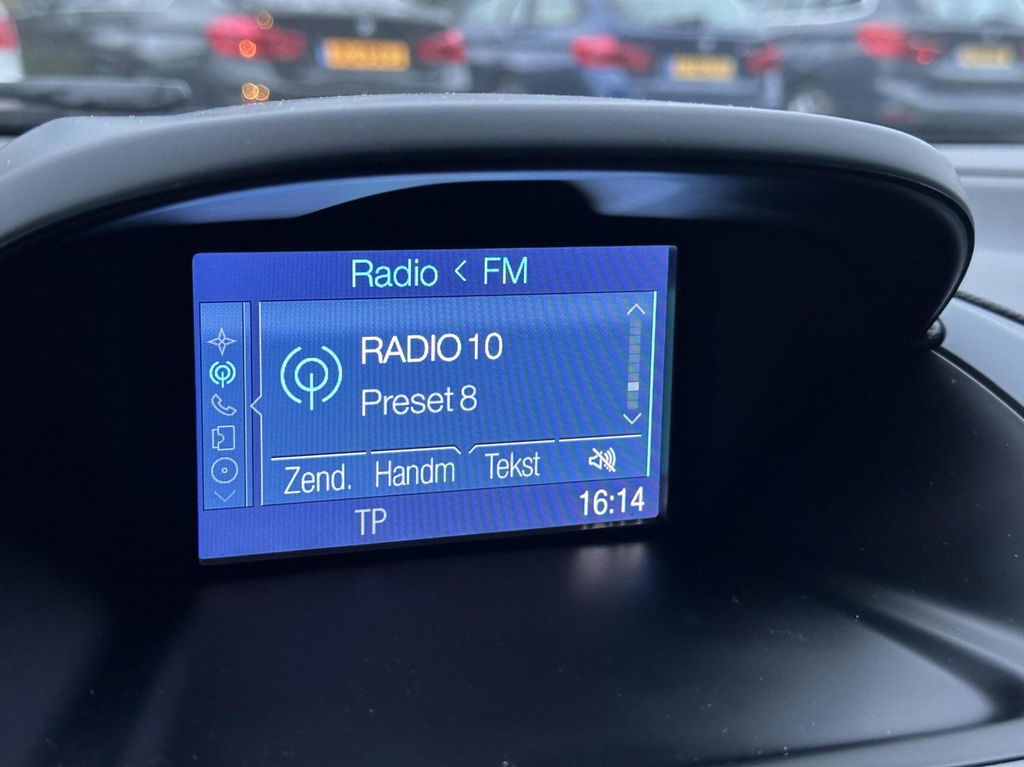 Radio < FM
RADIO 10
Preset 8
Zend. Handm Tekst
TP 16:14